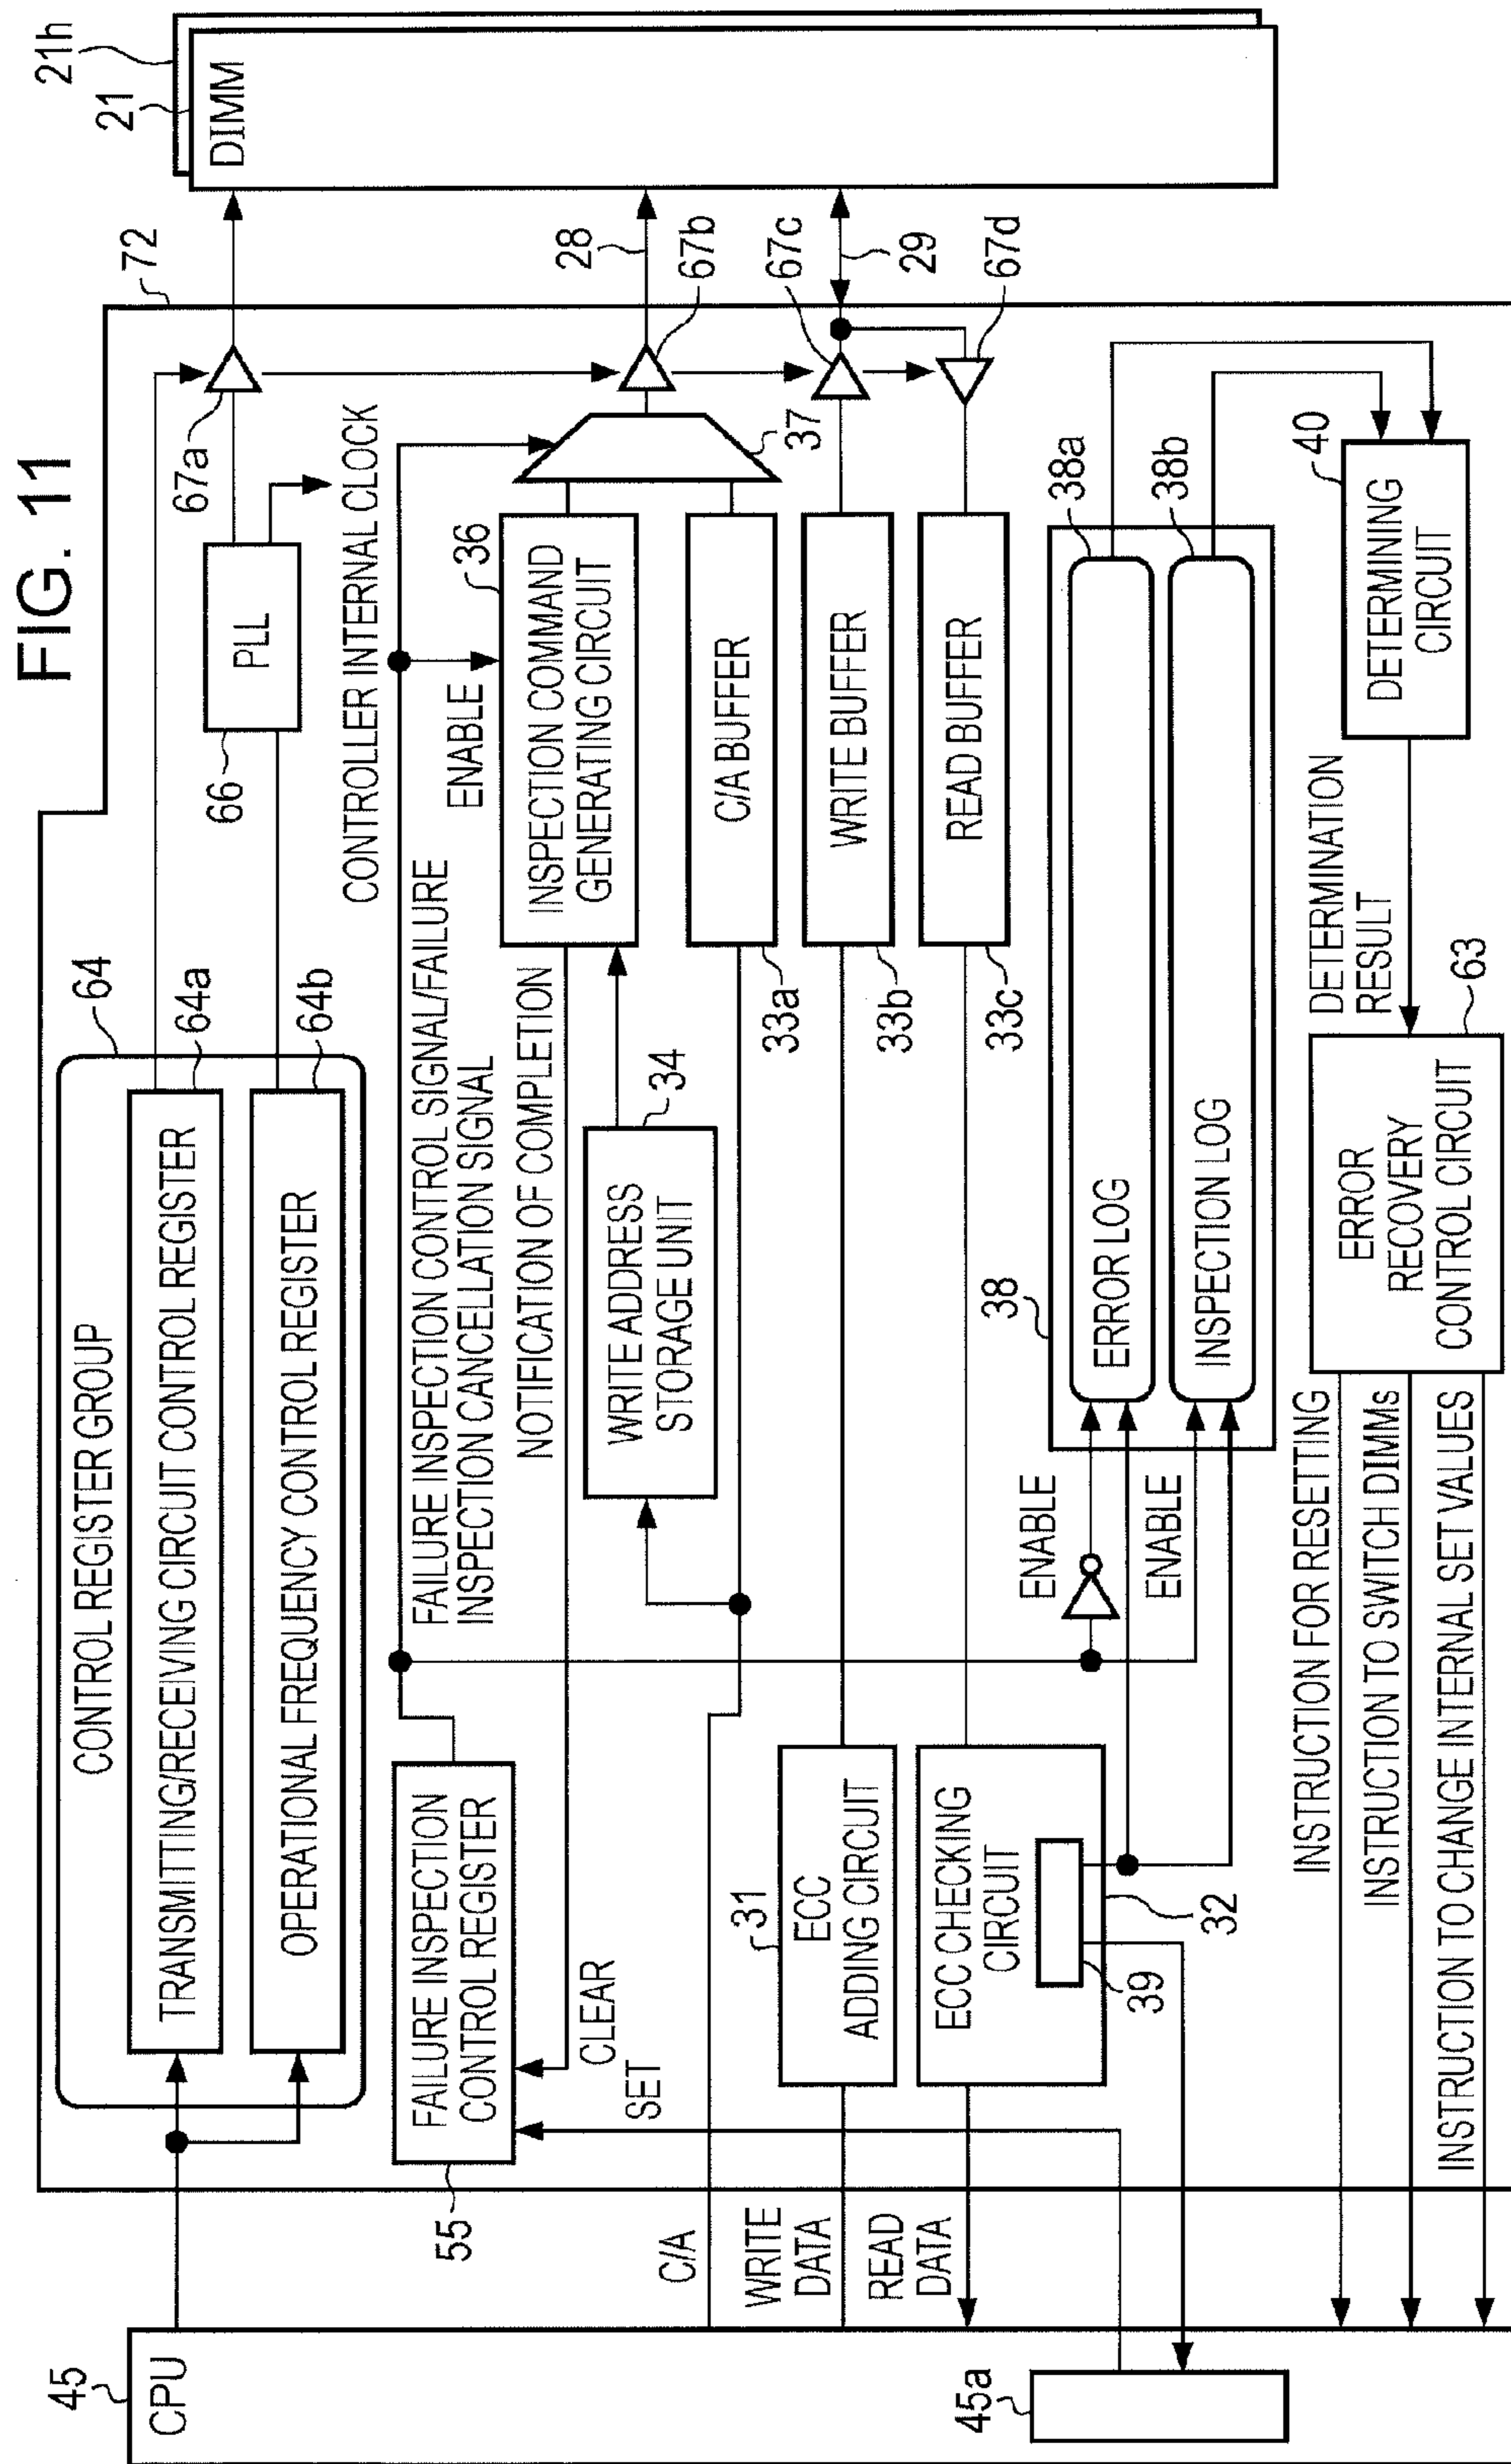 FIG. 11
45
CPU
45a
72
21h
21
DIMM
64
CONTROL REGISTER GROUP
TRANSMITTING/RECEIVING CIRCUIT CONTROL REGISTER
64a
OPERATIONAL FREQUENCY CONTROL REGISTER
64b
66
PLL
67a
CONTROLLER INTERNAL CLOCK
55
FAILURE INSPECTION
CONTROL REGISTER
FAILURE INSPECTION CONTROL SIGNAL/FAILURE
INSPECTION CANCELLATION SIGNAL
ENABLE
36
INSPECTION COMMAND
GENERATING CIRCUIT
37
28
67b
CLEAR
SET
NOTIFICATION OF COMPLETION
34
WRITE ADDRESS
STORAGE UNIT
C/A
C/A BUFFER
33a
WRITE
DATA
31
ECC
ADDING CIRCUIT
WRITE BUFFER
33b
67c
29
READ
DATA
ECC CHECKING
CIRCUIT
39
32
READ BUFFER
33c
67d
ENABLE
ENABLE
38
ERROR LOG
38a
INSPECTION LOG
38b
INSTRUCTION FOR RESETTING
INSTRUCTION TO SWITCH DIMMs
INSTRUCTION TO CHANGE INTERNAL SET VALUES
ERROR
RECOVERY
CONTROL CIRCUIT
63
DETERMINATION
RESULT
40
DETERMINING
CIRCUIT